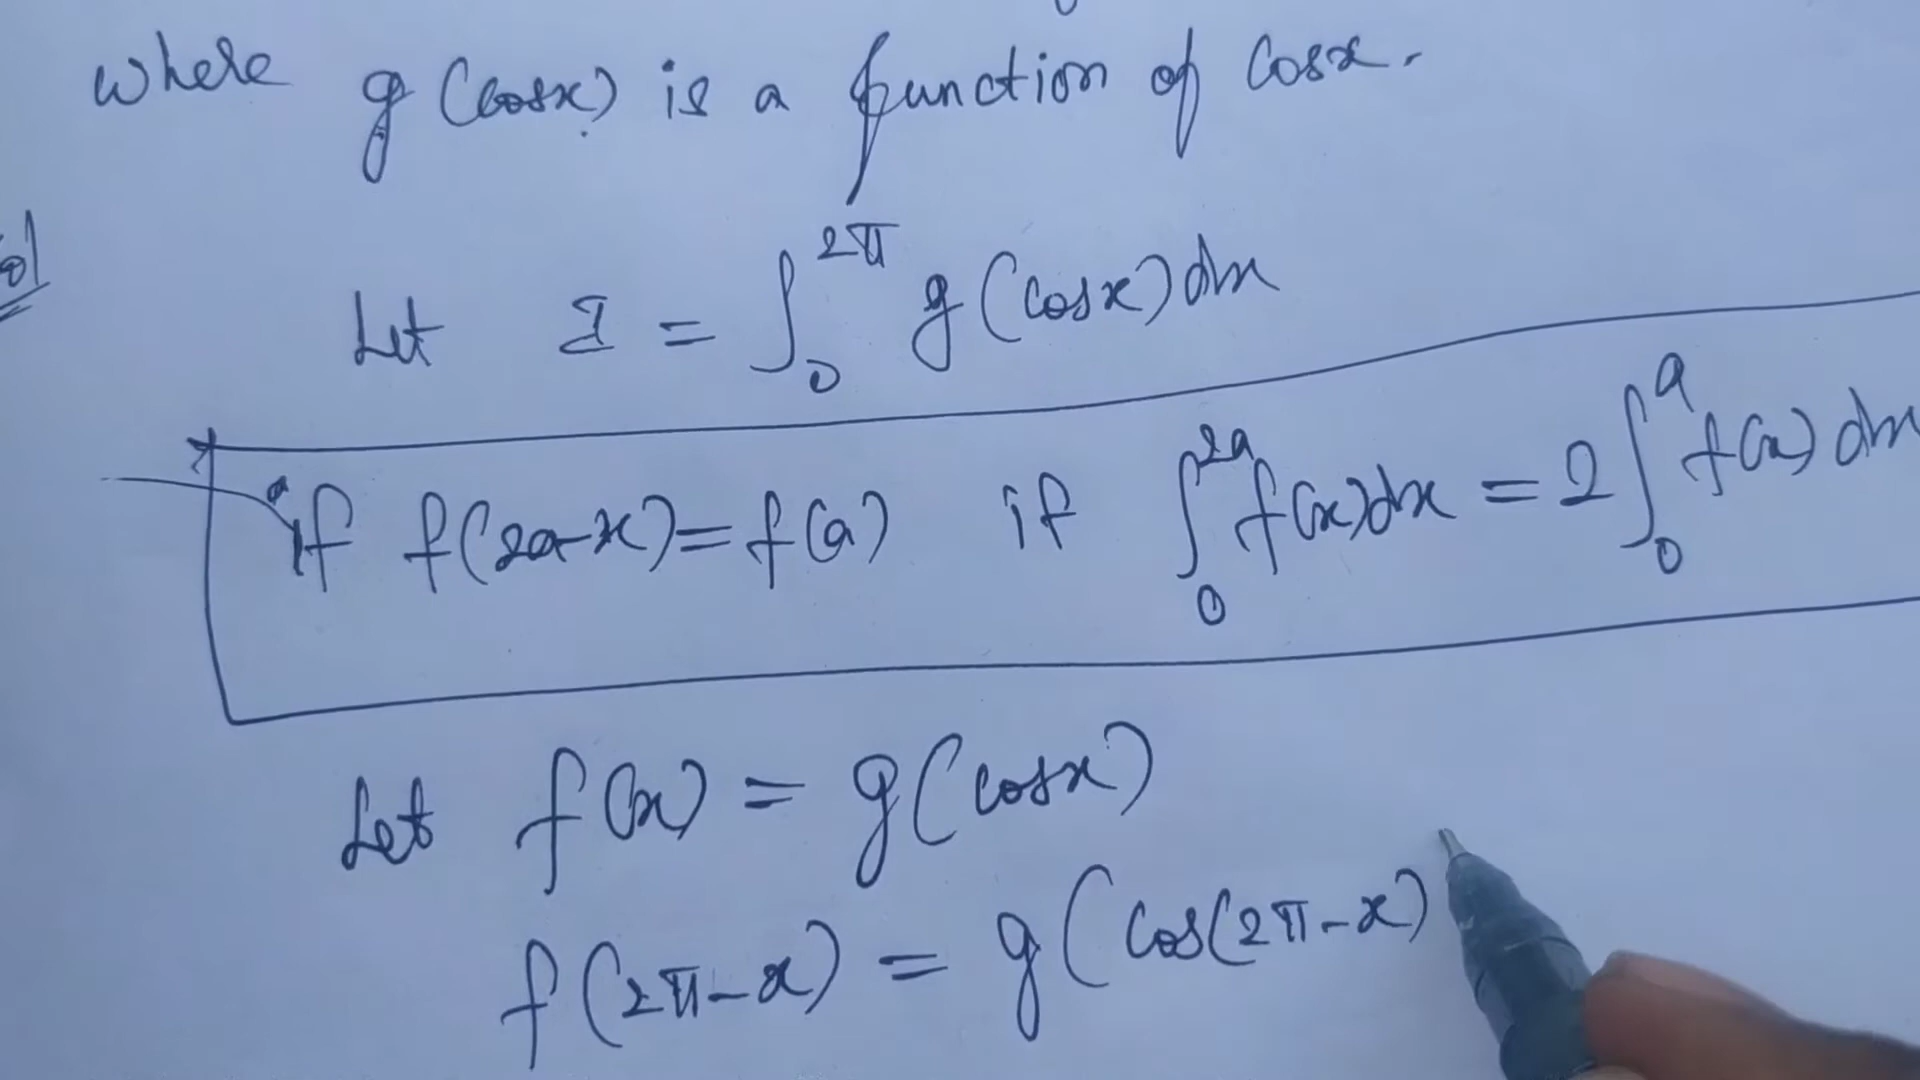 where g(cosx) is a function of cosx.
Sol
Let I = ∫₀^2π g(cosx)dx
if f(2a-x)=f(a) if ∫₀^2a f(x)dx = 2∫₀^a f(x)dx
Let f(x) = g(cosx)
f(2π-x) = g(cos(2π-x)